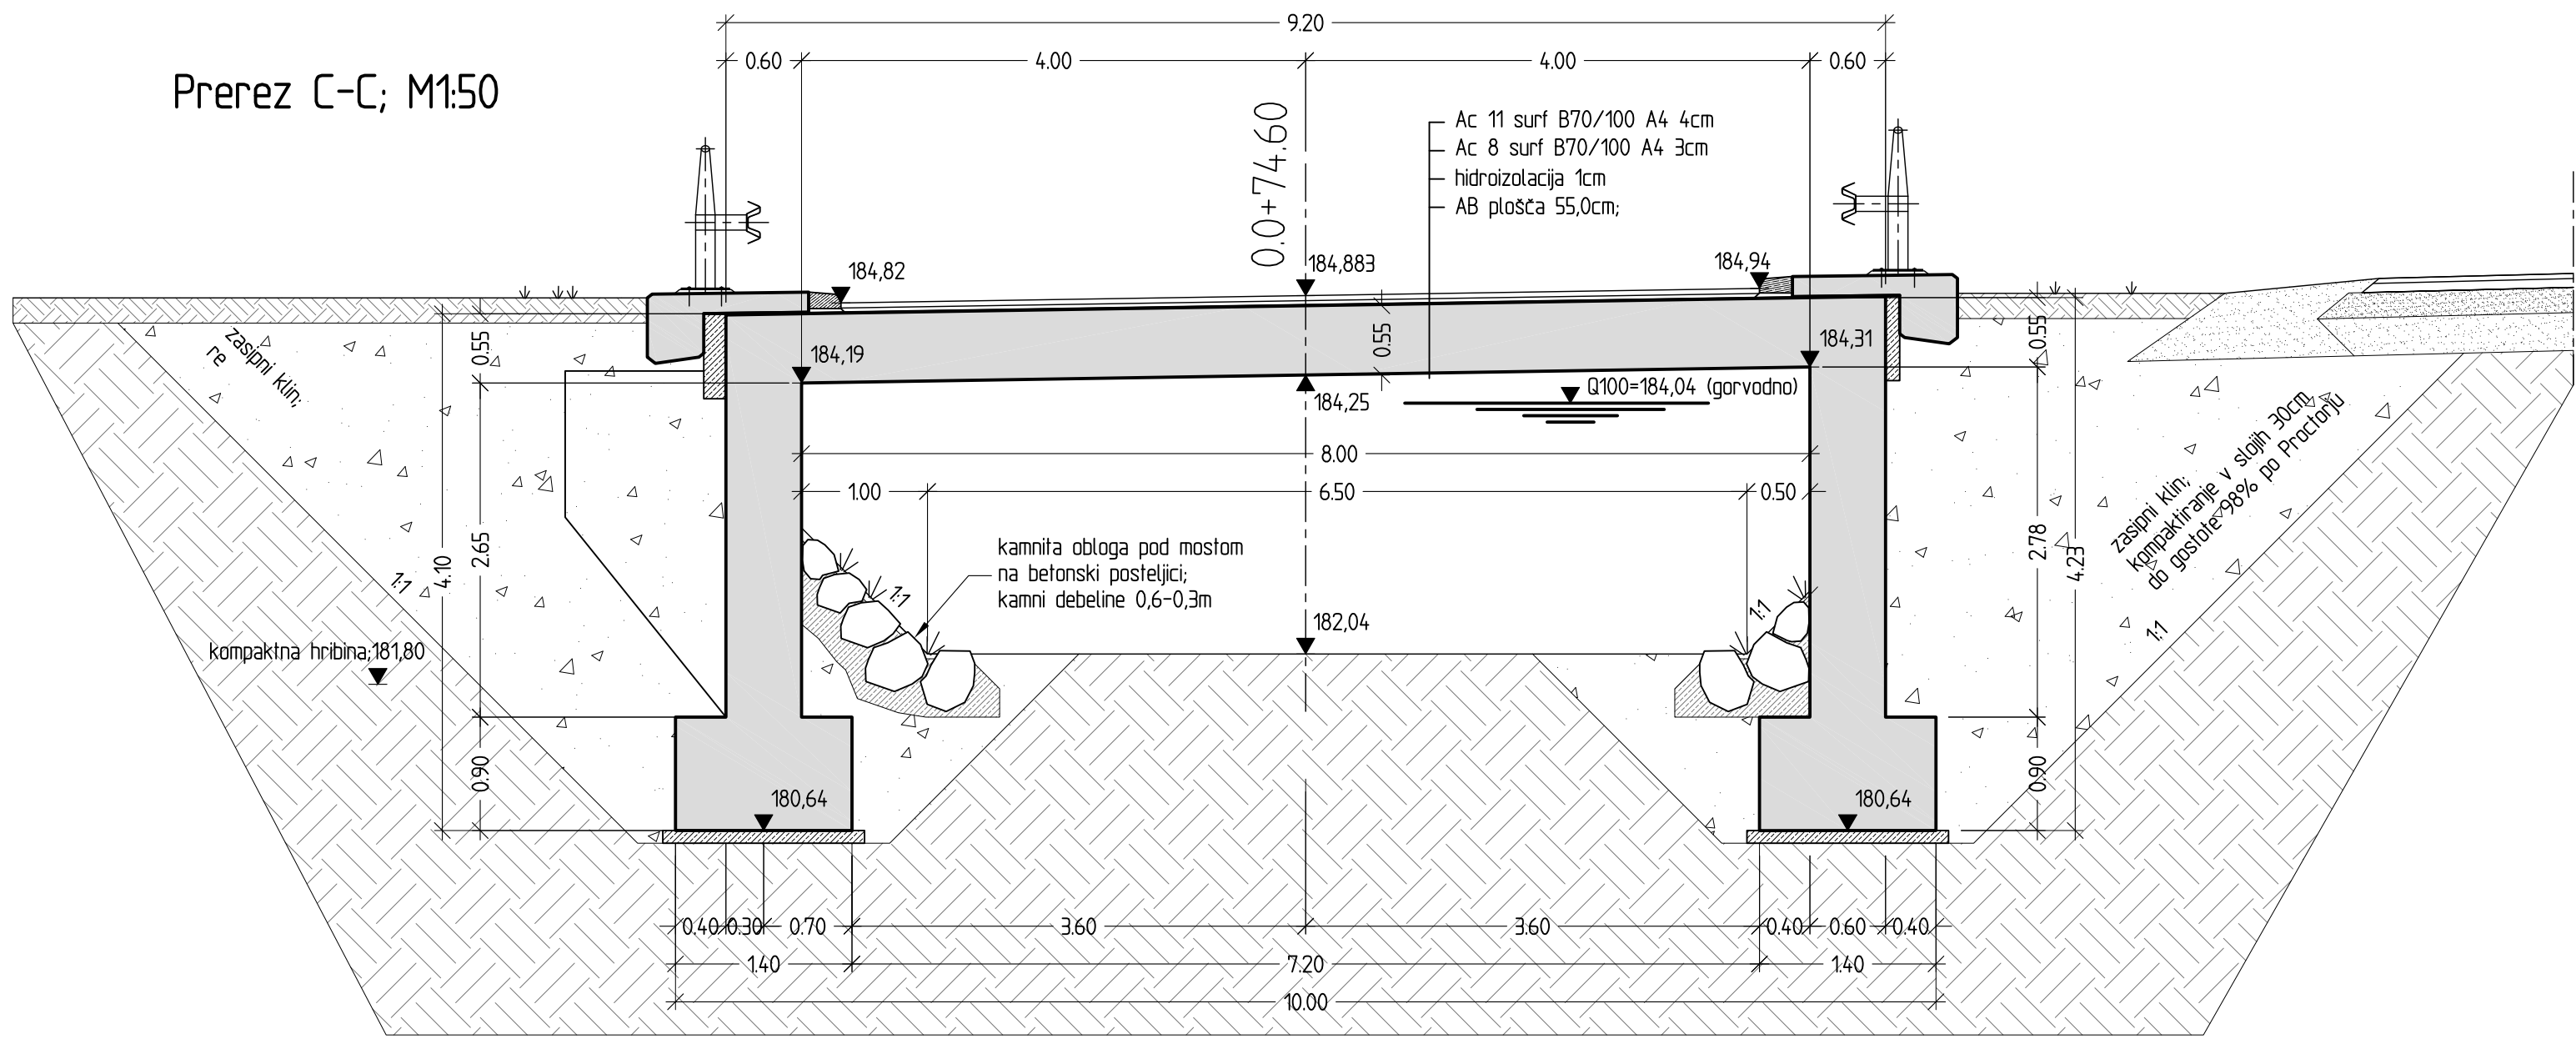 9.20
0.60 4.00 4.00 0.60
Prerez C-C; M1:50
0.0+74.60
Ac 11 surf B70/100 A4 4cm
Ac 8 surf B70/100 A4 3cm
hidroizolacija 1cm
AB plošča 55,0cm;
184,82
184,883
184,94
zasipni klin;
re
0.55
184,19
0.55
184,31
0.55
184,25
Q100=184,04 (gorvodno)
8.00
1.00 6.50 0.50
zasipni klin;
kompaktiranje v slojih 30cm
do gostote 98% po Proctorju
kamnita obloga pod mostom
na betonski posteljici;
kamni debeline 0,6-0,3m
2.65
4.10
2.78
4.23
1:1
1:1
1:1
1:1
182,04
kompaktna hribina;181,80
0.90
180,64
180,64
0.90
0.40 0.30 0.70 3.60 3.60 0.40 0.60 0.40
1.40 7.20 1.40
10.00